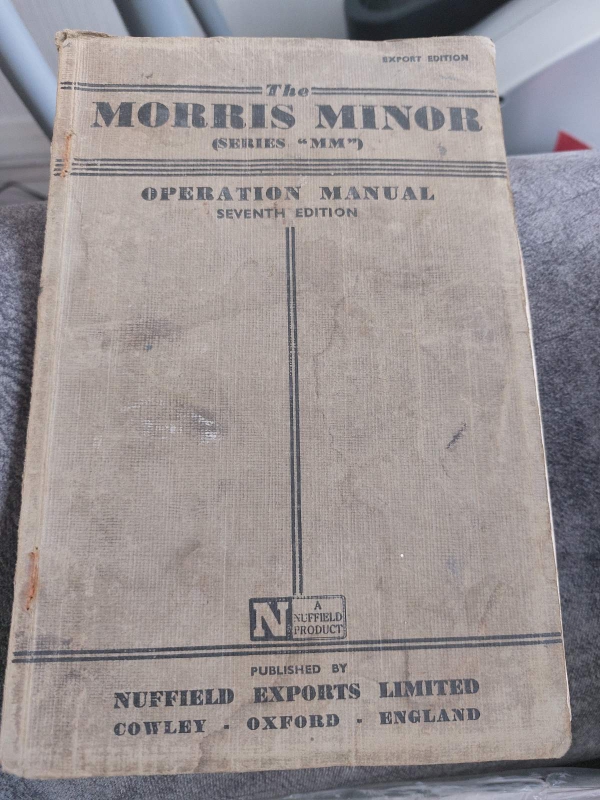 EXPORT EDITION
The
MORRIS MINOR
(SERIES "MM")
OPERATION MANUAL
SEVENTH EDITION
N
A
NUFFIELD
PRODUCT
PUBLISHED BY
NUFFIELD EXPORTS LIMITED
COWLEY - OXFORD - ENGLAND